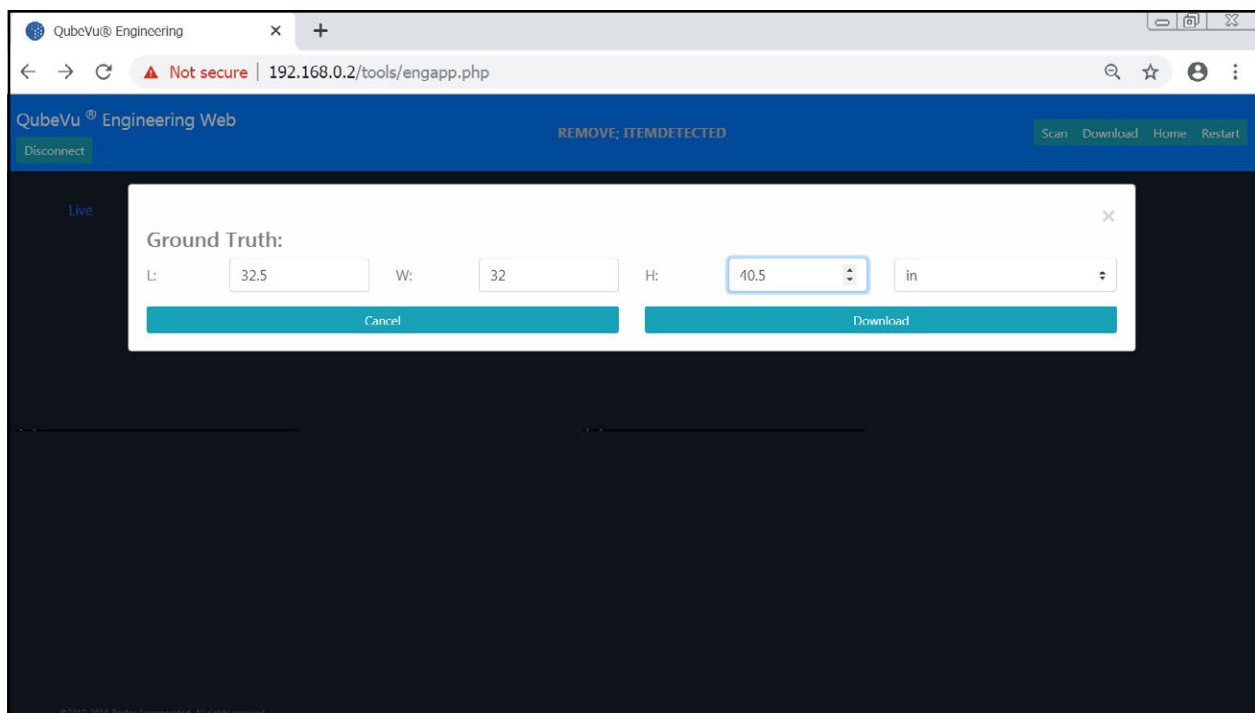 QubeVu® Engineering
Not secure | 192.168.0.2/tools/engapp.php
QubeVu ® Engineering Web
REMOVE; ITEMDETECTED
Scan Download Home Restart
Disconnect
Live
×
Ground Truth:
L: 32.5 W: 32 H: 40.5 in
Cancel Download